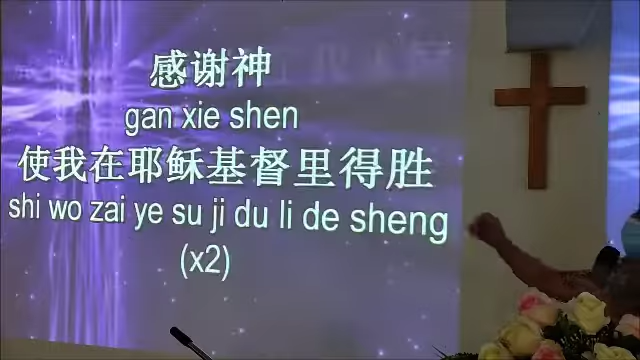 感谢神
gan xie shen
使我在耶稣基督里得胜
shi wo zai ye su ji du li de sheng
(x2)